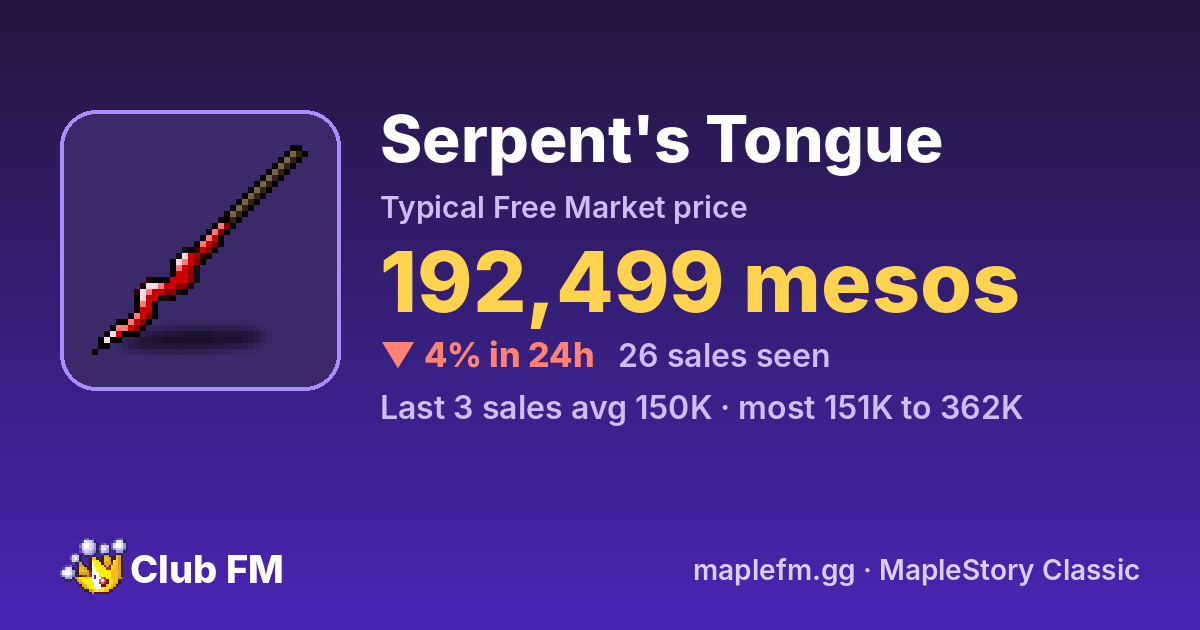 Serpent's Tongue
Typical Free Market price
192,499 mesos
▼ 4% in 24h 26 sales seen
Last 3 sales avg 150K · most 151K to 362K
Club FM
maplefm.gg · MapleStory Classic